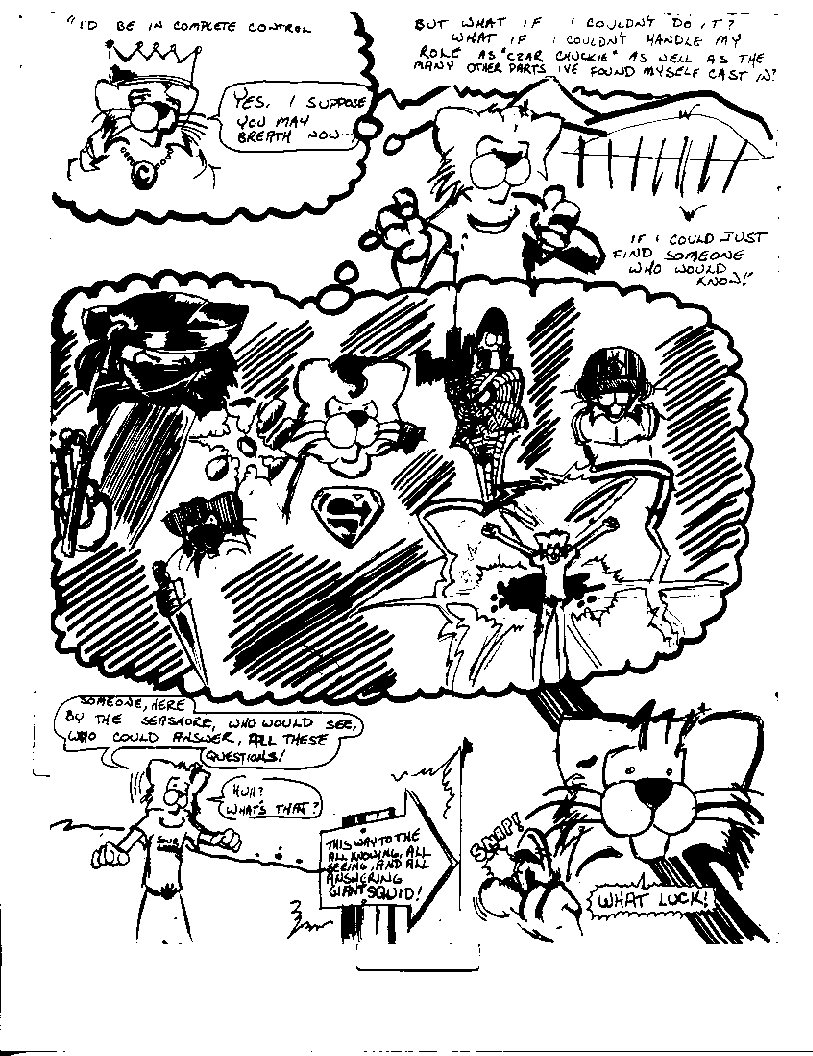 "I'D BE IN COMPLETE CONTROL
YES, I SUPPOSE
YOU MAY
BREATH NOW...
C
BUT WHAT IF I COULDN'T DO IT?
WHAT IF I COULDN'T HANDLE MY
ROLE AS "CZAR CHUCKIE" AS WELL AS THE
MANY OTHER PARTS I'VE FOUND MYSELF CAST IN?
IF I COULD JUST
FIND SOMEONE
WHO WOULD
KNOW!"
S
SOMEONE, HERE
BY THE SEASHORE, WHO WOULD SEE,
WHO COULD ANSWER, ALL THESE
QUESTIONS!
HUH?
WHAT'S THAT?
THIS WAY TO THE
ALL KNOWING, ALL
SEEING, AND ALL
ANSWERING
GIANT SQUID!
SNAP!
WHAT LUCK!